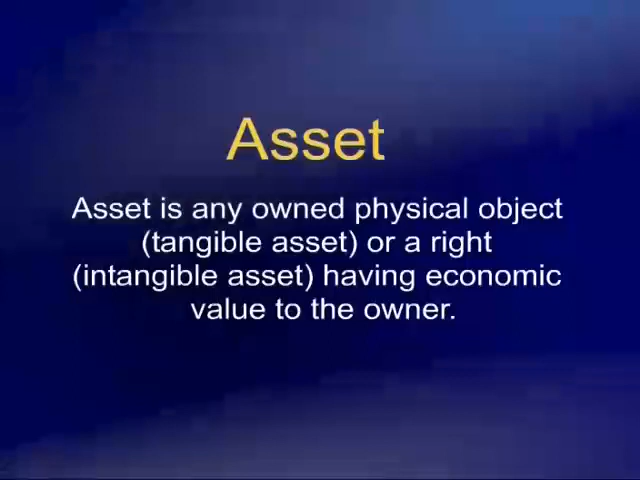 Asset
Asset is any owned physical object
(tangible asset) or a right
(intangible asset) having economic
value to the owner.